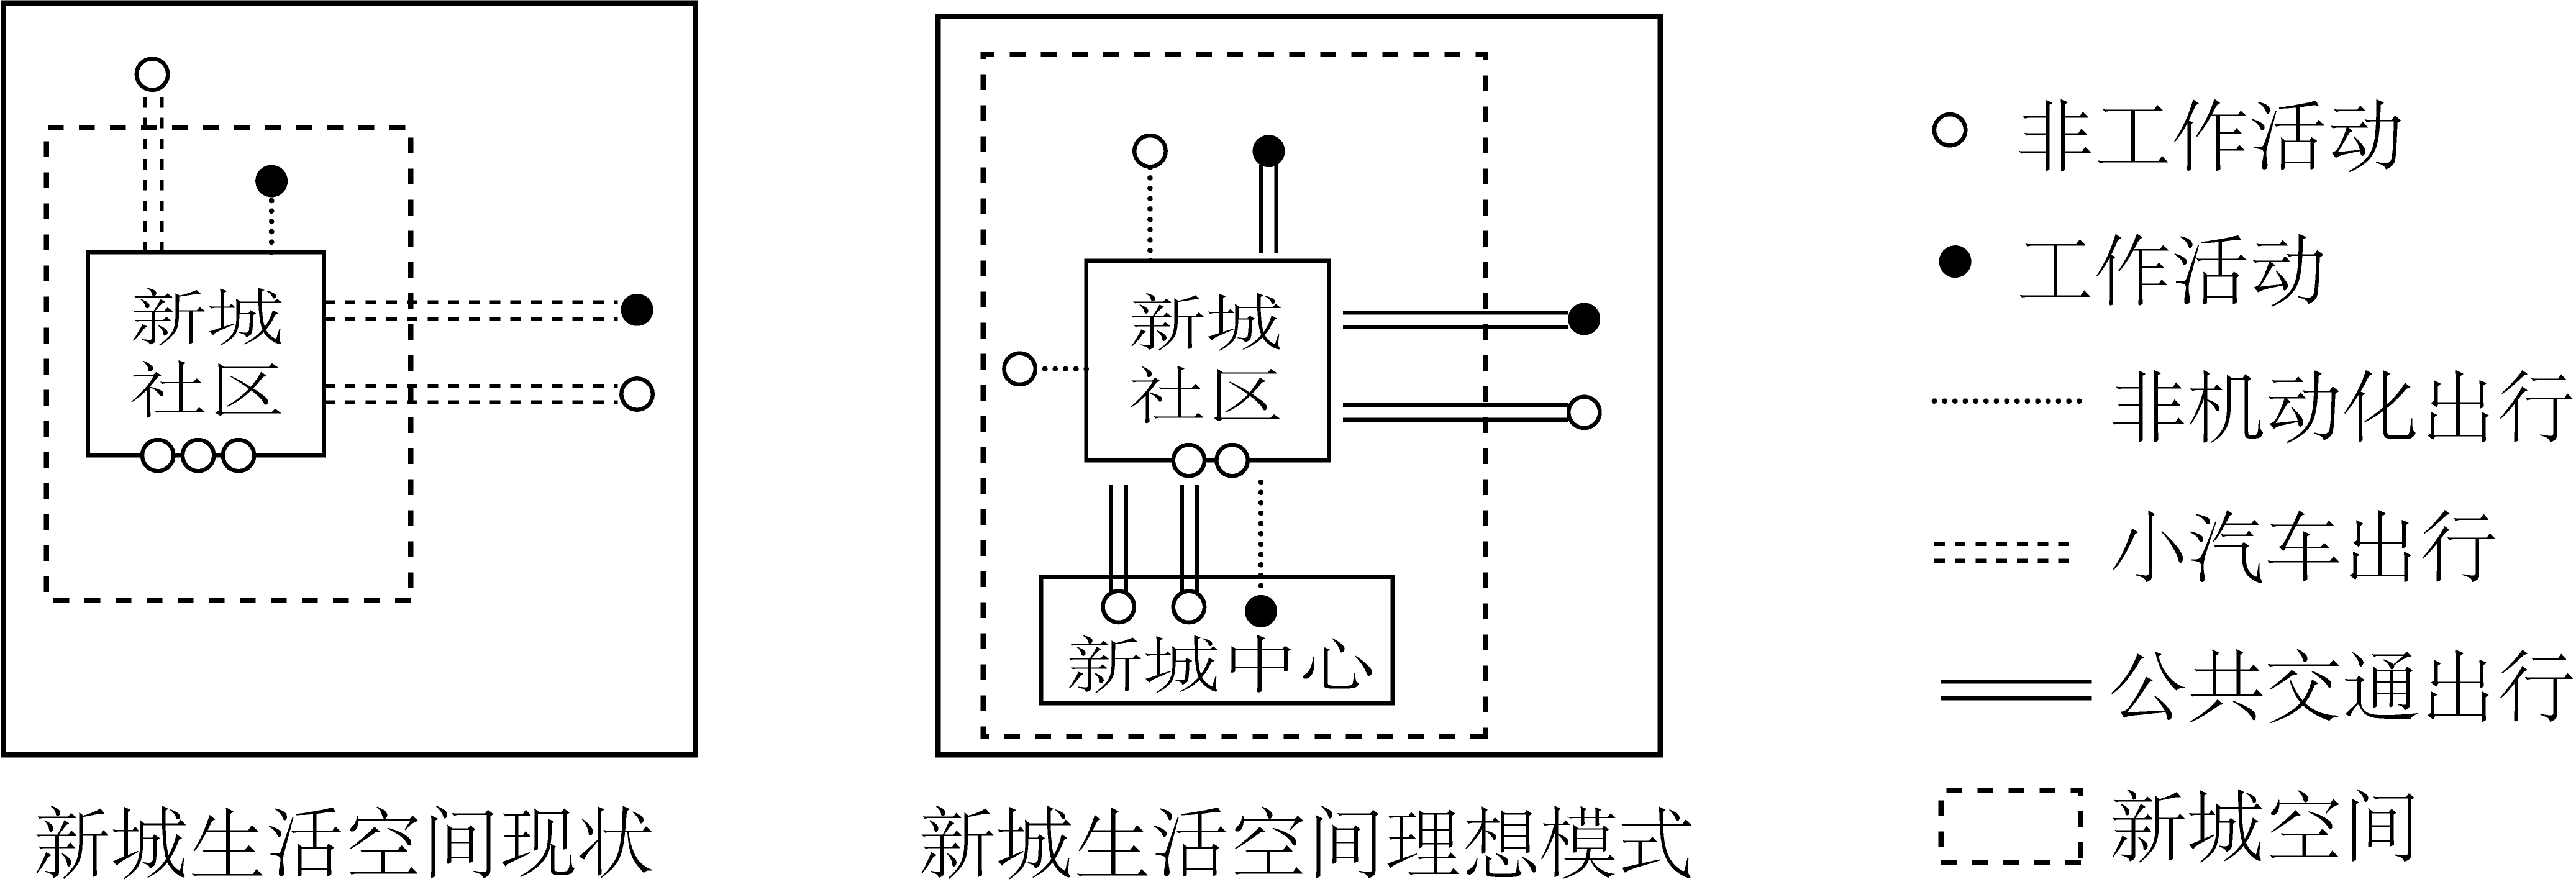 新城
社区
新城生活空间现状
新城
社区
新城中心
新城生活空间理想模式
非工作活动
工作活动
非机动化出行
小汽车出行
公共交通出行
新城空间